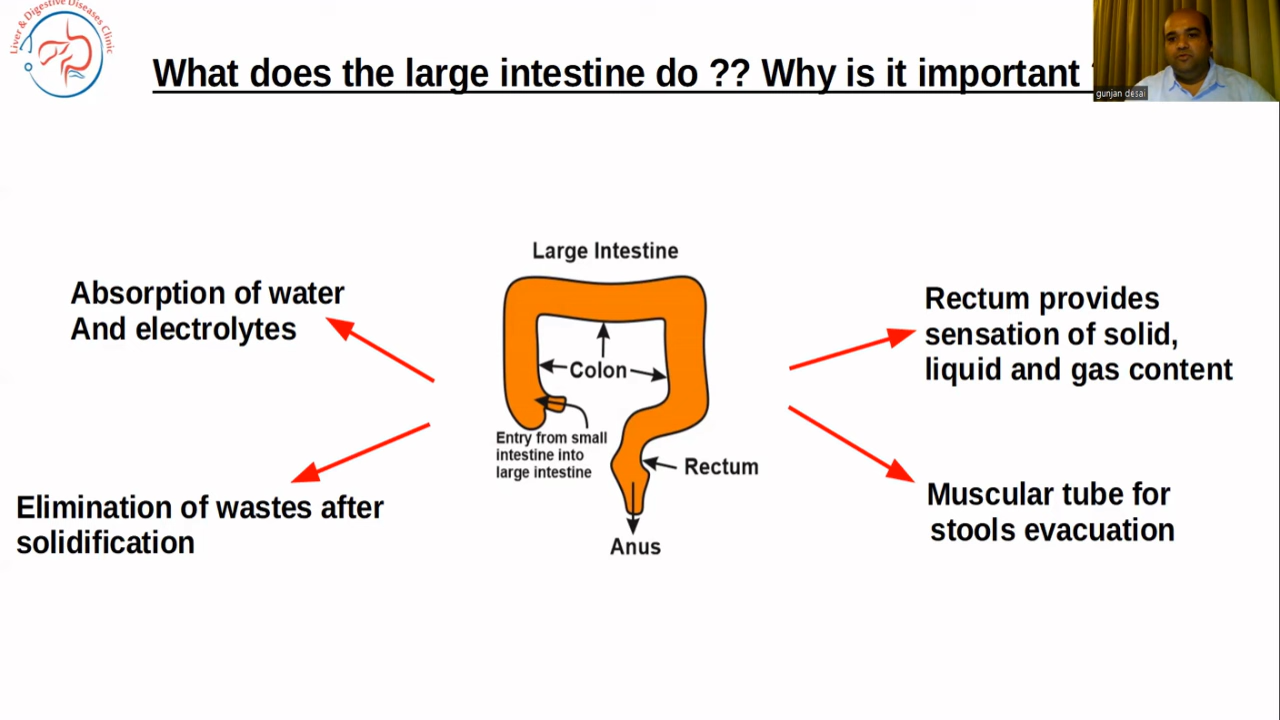 Liver & Digestive Diseases Clinic
What does the large intestine do ?? Why is it important
gunjan desai
Large Intestine
Absorption of water
And electrolytes
Rectum provides
sensation of solid,
liquid and gas content
Colon
Entry from small
intestine into
large intestine
Rectum
Elimination of wastes after
solidification
Muscular tube for
stools evacuation
Anus